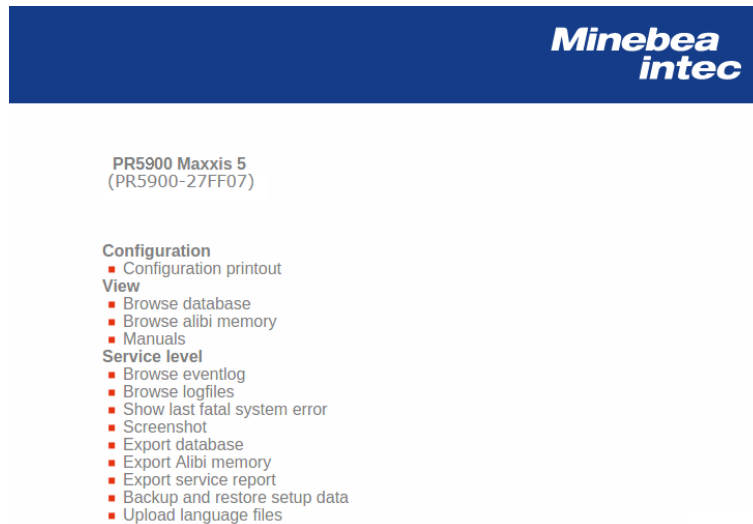 Minebea
intec
PR5900 Maxxis 5
(PR5900-27FF07)
Configuration
Configuration printout
View
Browse database
Browse alibi memory
Manuals
Service level
Browse eventlog
Browse logfiles
Show last fatal system error
Screenshot
Export database
Export Alibi memory
Export service report
Backup and restore setup data
Upload language files